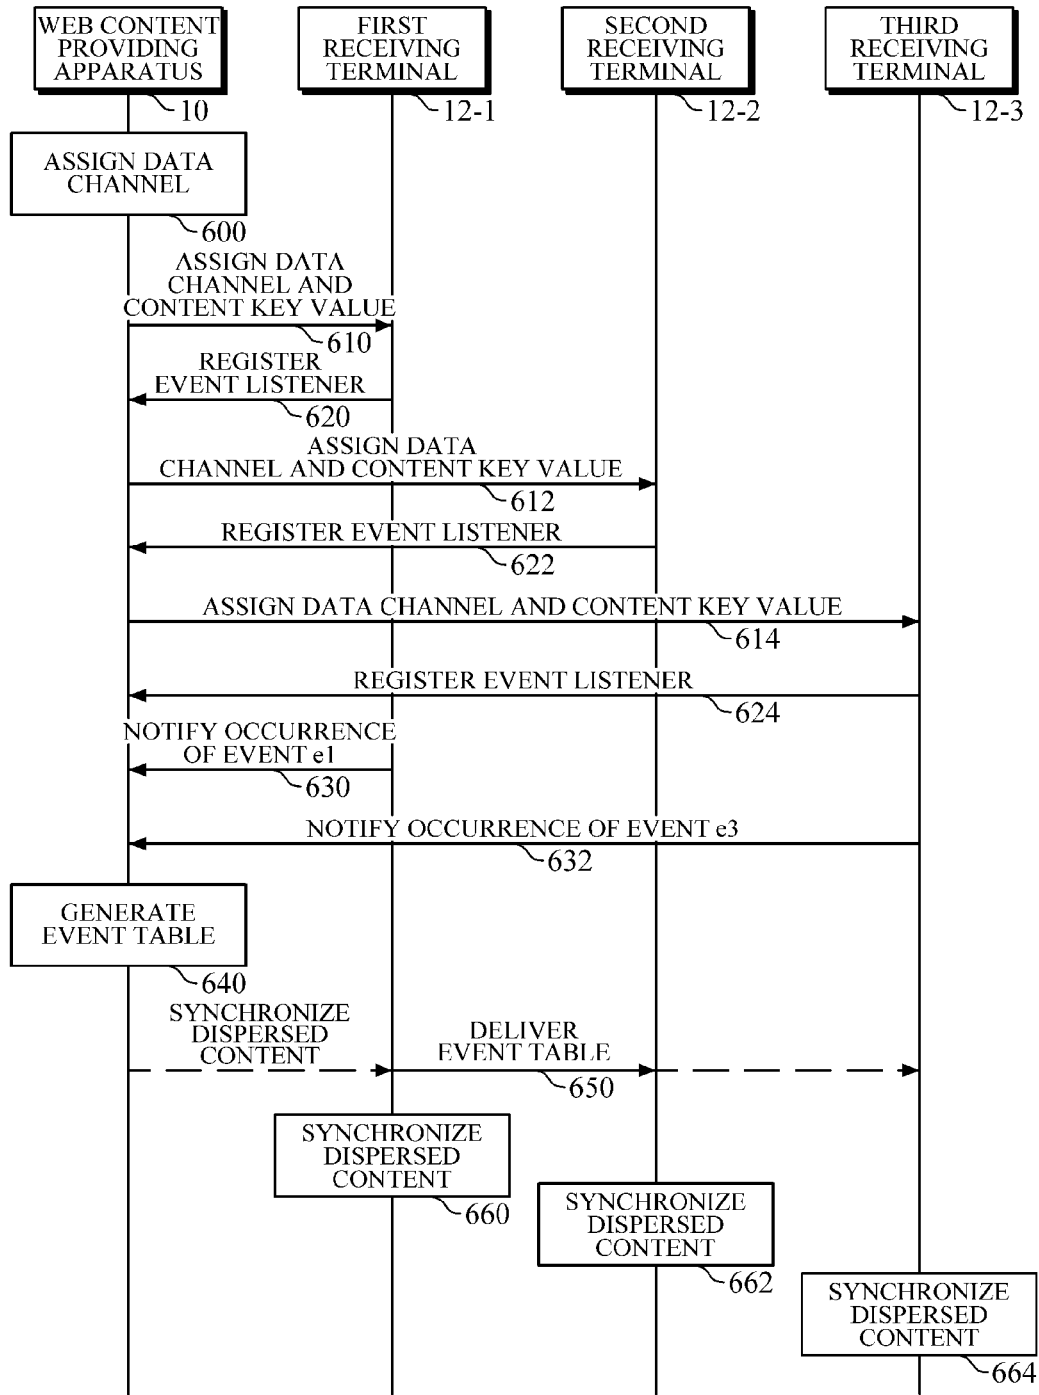 WEB CONTENT
PROVIDING
APPARATUS
10
FIRST
RECEIVING
TERMINAL
12-1
SECOND
RECEIVING
TERMINAL
12-2
THIRD
RECEIVING
TERMINAL
12-3
ASSIGN DATA
CHANNEL
600
ASSIGN DATA
CHANNEL AND
CONTENT KEY VALUE
610
REGISTER
EVENT LISTENER
620
ASSIGN DATA
CHANNEL AND CONTENT KEY VALUE
612
REGISTER EVENT LISTENER
622
ASSIGN DATA CHANNEL AND CONTENT KEY VALUE
614
REGISTER EVENT LISTENER
624
NOTIFY OCCURRENCE
OF EVENT e1
630
NOTIFY OCCURRENCE OF EVENT e3
632
GENERATE
EVENT TABLE
640
SYNCHRONIZE
DISPERSED
CONTENT
DELIVER
EVENT TABLE
650
SYNCHRONIZE
DISPERSED
CONTENT
660
SYNCHRONIZE
DISPERSED
CONTENT
662
SYNCHRONIZE
DISPERSED
CONTENT
664